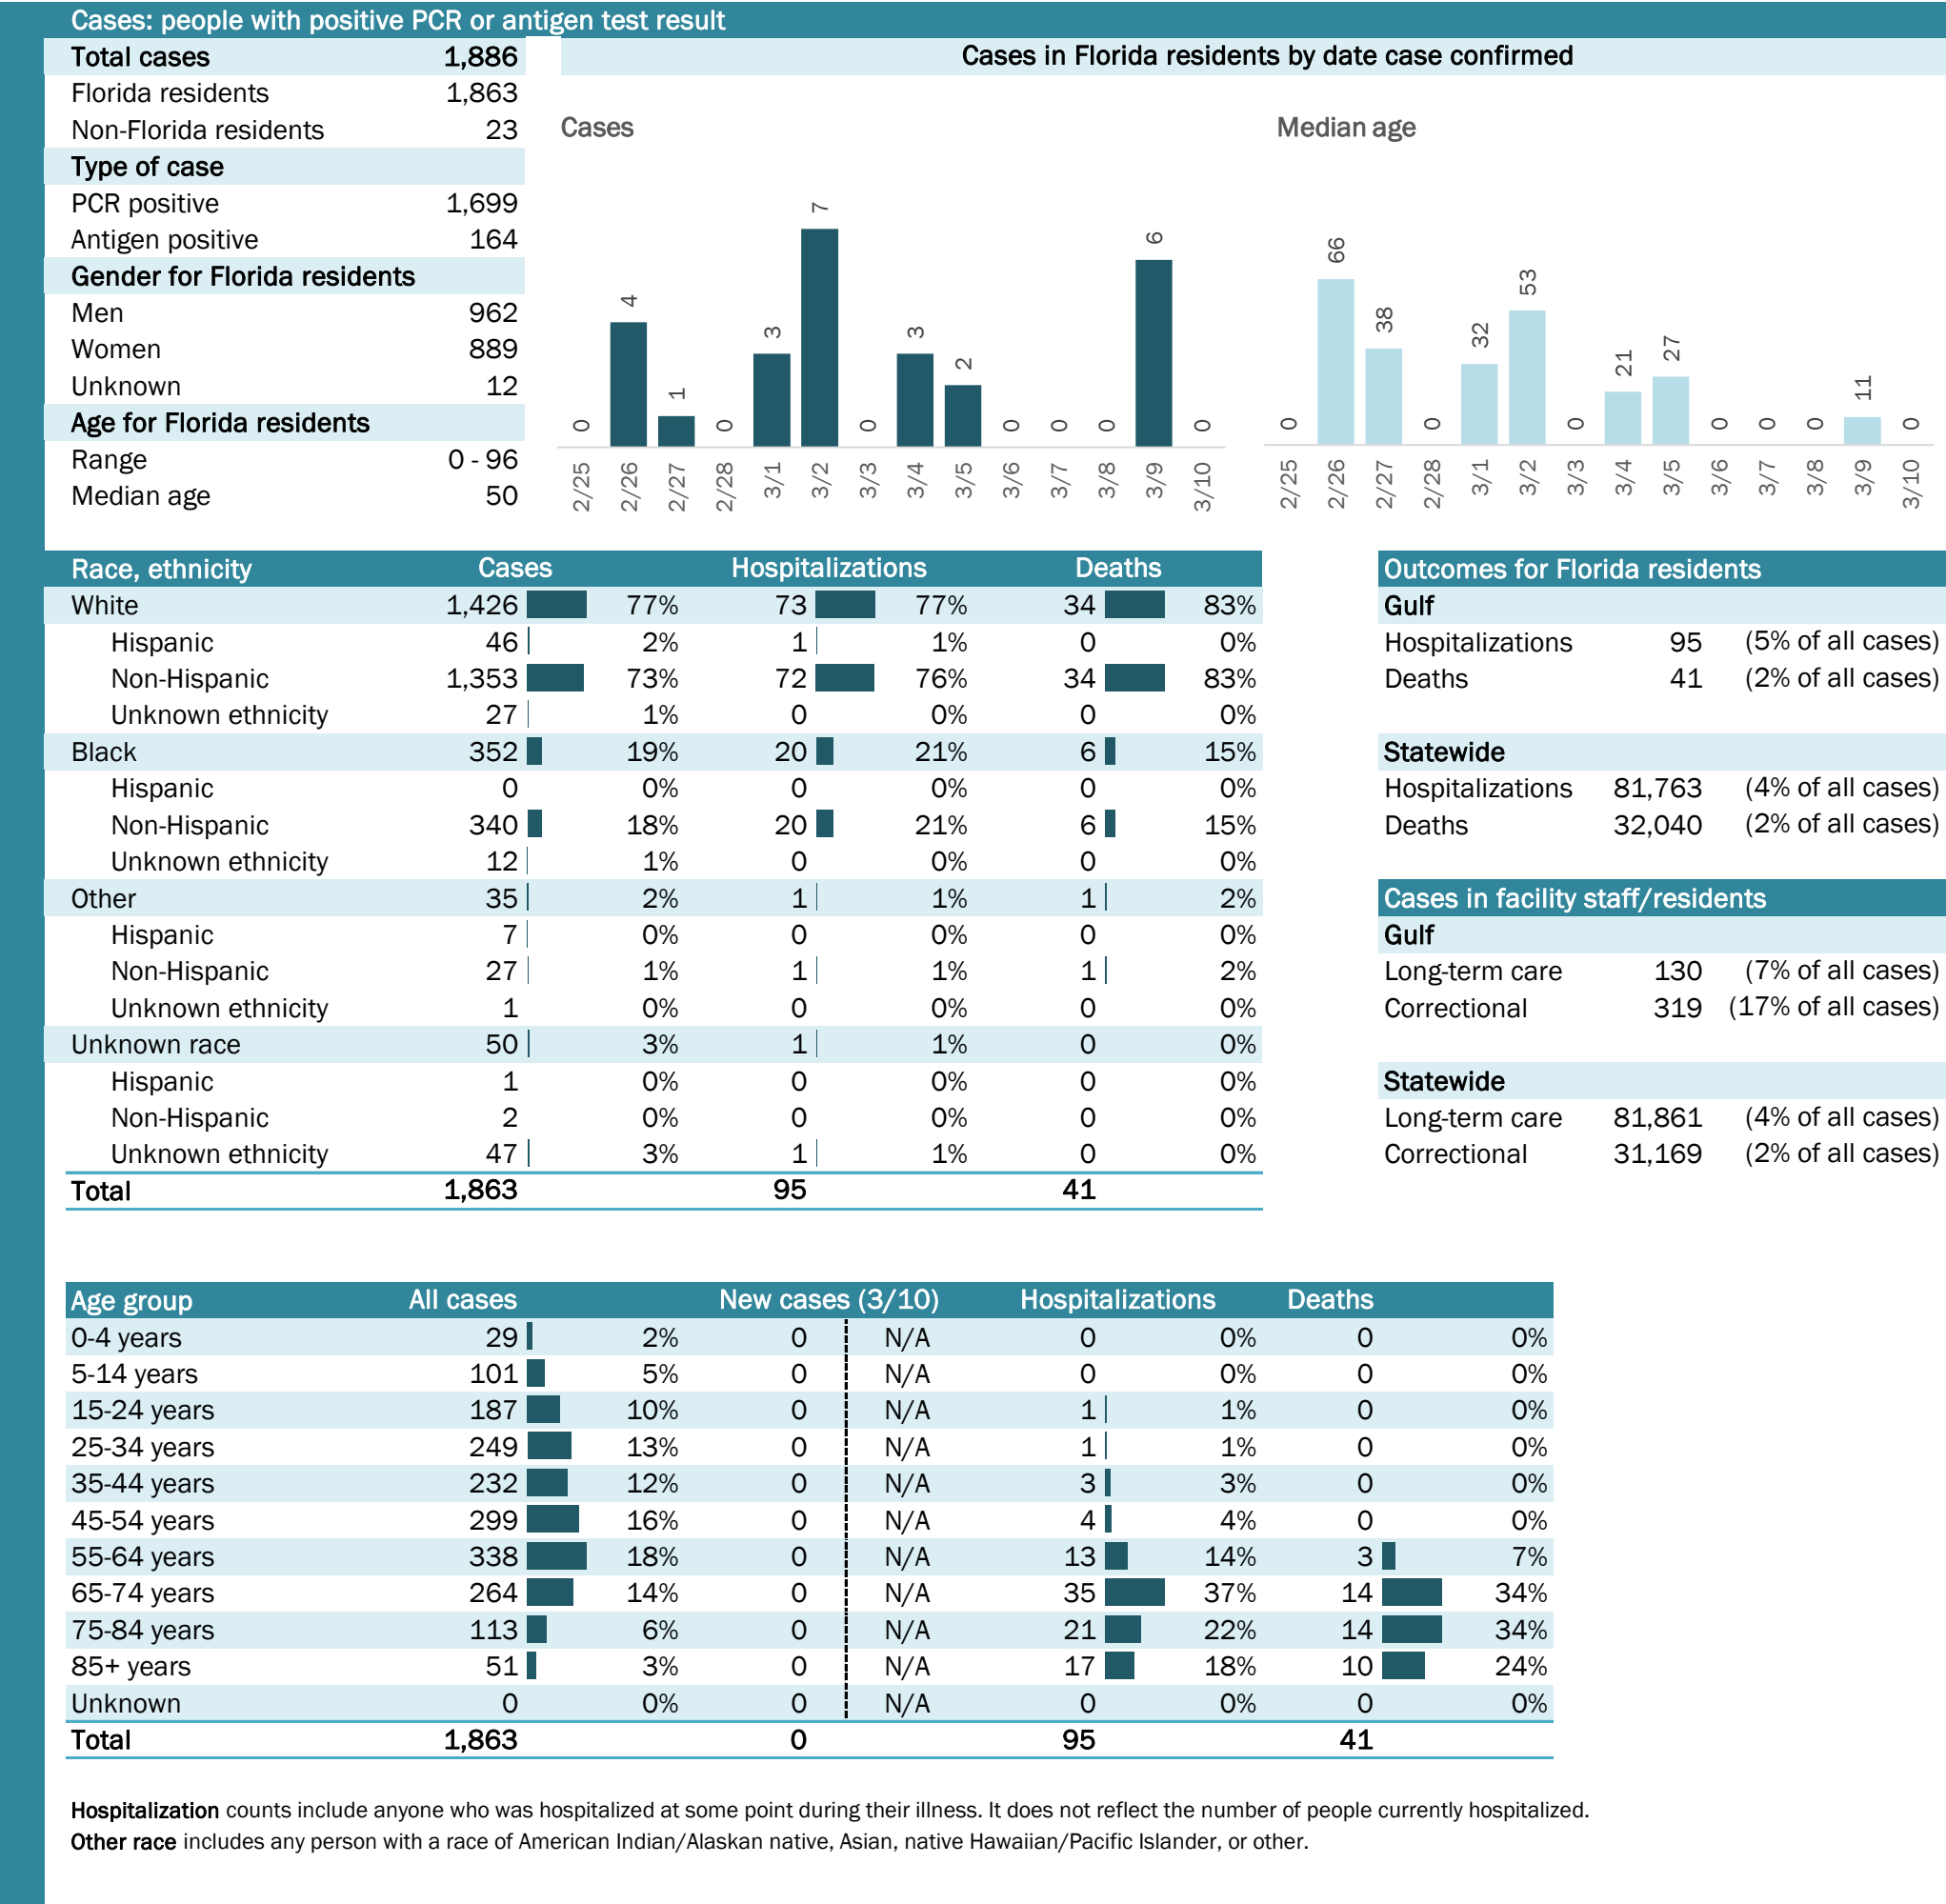 Cases: people with positive PCR or antigen test result
Total cases 1,886
Florida residents 1,863
Non-Florida residents 23
Type of case
PCR positive 1,699
Antigen positive 164
Gender for Florida residents
Men 962
Women 889
Unknown 12
Age for Florida residents
Range 0 - 96
Median age 50
Cases in Florida residents by date case confirmed
Cases
0 4 1 0 3 7 0 3 2 0 0 0 6 0
2/25 2/26 2/27 2/28 3/1 3/2 3/3 3/4 3/5 3/6 3/7 3/8 3/9 3/10
Median age
0 66 38 0 32 53 0 21 27 0 0 0 11 0
2/25 2/26 2/27 2/28 3/1 3/2 3/3 3/4 3/5 3/6 3/7 3/8 3/9 3/10
Race, ethnicity Cases Hospitalizations Deaths
White 1,426 77% 73 77% 34 83%
Hispanic 46 2% 1 1% 0 0%
Non-Hispanic 1,353 73% 72 76% 34 83%
Unknown ethnicity 27 1% 0 0% 0 0%
Black 352 19% 20 21% 6 15%
Hispanic 0 0% 0 0% 0 0%
Non-Hispanic 340 18% 20 21% 6 15%
Unknown ethnicity 12 1% 0 0% 0 0%
Other 35 2% 1 1% 1 2%
Hispanic 7 0% 0 0% 0 0%
Non-Hispanic 27 1% 1 1% 1 2%
Unknown ethnicity 1 0% 0 0% 0 0%
Unknown race 50 3% 1 1% 0 0%
Hispanic 1 0% 0 0% 0 0%
Non-Hispanic 2 0% 0 0% 0 0%
Unknown ethnicity 47 3% 1 1% 0 0%
Total 1,863 95 41
Outcomes for Florida residents
Gulf
Hospitalizations 95 (5% of all cases)
Deaths 41 (2% of all cases)
Statewide
Hospitalizations 81,763 (4% of all cases)
Deaths 32,040 (2% of all cases)
Cases in facility staff/residents
Gulf
Long-term care 130 (7% of all cases)
Correctional 319 (17% of all cases)
Statewide
Long-term care 81,861 (4% of all cases)
Correctional 31,169 (2% of all cases)
Age group All cases New cases (3/10) Hospitalizations Deaths
0-4 years 29 2% 0 N/A 0 0% 0 0%
5-14 years 101 5% 0 N/A 0 0% 0 0%
15-24 years 187 10% 0 N/A 1 1% 0 0%
25-34 years 249 13% 0 N/A 1 1% 0 0%
35-44 years 232 12% 0 N/A 3 3% 0 0%
45-54 years 299 16% 0 N/A 4 4% 0 0%
55-64 years 338 18% 0 N/A 13 14% 3 7%
65-74 years 264 14% 0 N/A 35 37% 14 34%
75-84 years 113 6% 0 N/A 21 22% 14 34%
85+ years 51 3% 0 N/A 17 18% 10 24%
Unknown 0 0% 0 N/A 0 0% 0 0%
Total 1,863 0 95 41
Hospitalization counts include anyone who was hospitalized at some point during their illness. It does not reflect the number of people currently hospitalized.
Other race includes any person with a race of American Indian/Alaskan native, Asian, native Hawaiian/Pacific Islander, or other.